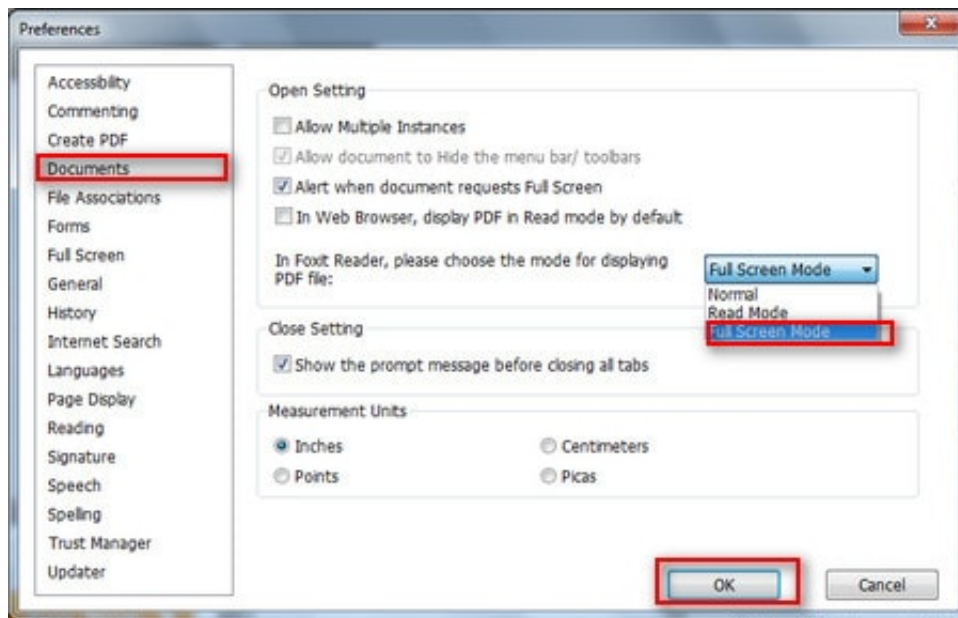 Preferences
Accessibility
Commenting
Create PDF
Documents
File Associations
Forms
Full Screen
General
History
Internet Search
Languages
Page Display
Reading
Signature
Speech
Spelling
Trust Manager
Updater
Open Setting
Allow Multiple Instances
Allow document to Hide the menu bar/ toolbars
Alert when document requests Full Screen
In Web Browser, display PDF in Read mode by default
In Foxit Reader, please choose the mode for displaying
PDF file:
Full Screen Mode
Normal
Read Mode
Full Screen Mode
Close Setting
Show the prompt message before closing all tabs
Measurement Units
Inches
Centimeters
Points
Picas
OK
Cancel